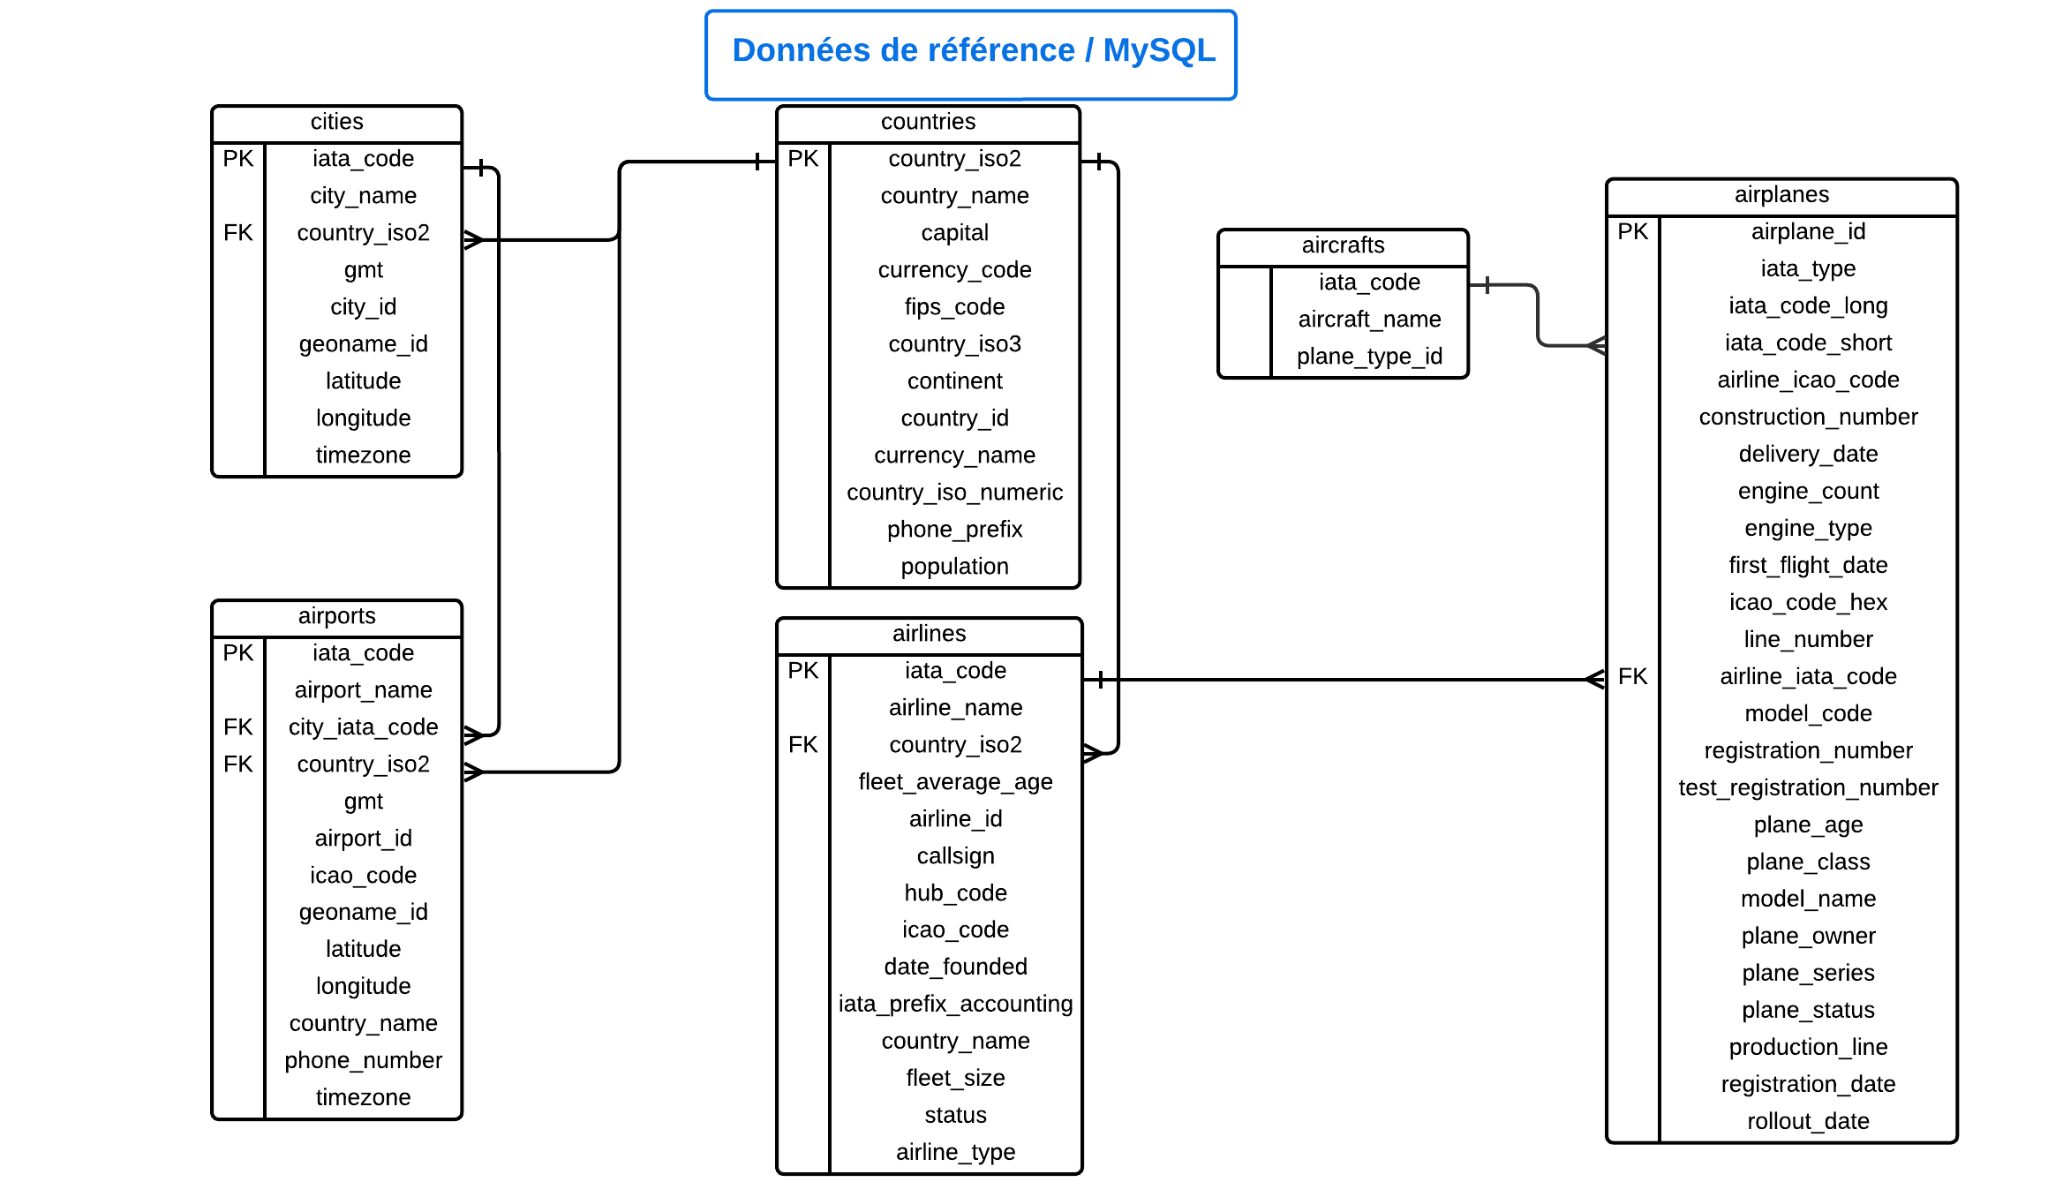 Données de référence / MySQL
cities
PK iata_code
city_name
FK country_iso2
gmt
city_id
geoname_id
latitude
longitude
timezone
airports
PK iata_code
airport_name
FK city_iata_code
FK country_iso2
gmt
airport_id
icao_code
geoname_id
latitude
longitude
country_name
phone_number
timezone
countries
PK country_iso2
country_name
capital
currency_code
fips_code
country_iso3
continent
country_id
currency_name
country_iso_numeric
phone_prefix
population
airlines
PK iata_code
airline_name
FK country_iso2
fleet_average_age
airline_id
callsign
hub_code
icao_code
date_founded
iata_prefix_accounting
country_name
fleet_size
status
airline_type
aircrafts
iata_code
aircraft_name
plane_type_id
airplanes
PK airplane_id
iata_type
iata_code_long
iata_code_short
airline_icao_code
construction_number
delivery_date
engine_count
engine_type
first_flight_date
icao_code_hex
line_number
FK airline_iata_code
model_code
registration_number
test_registration_number
plane_age
plane_class
model_name
plane_owner
plane_series
plane_status
production_line
registration_date
rollout_date